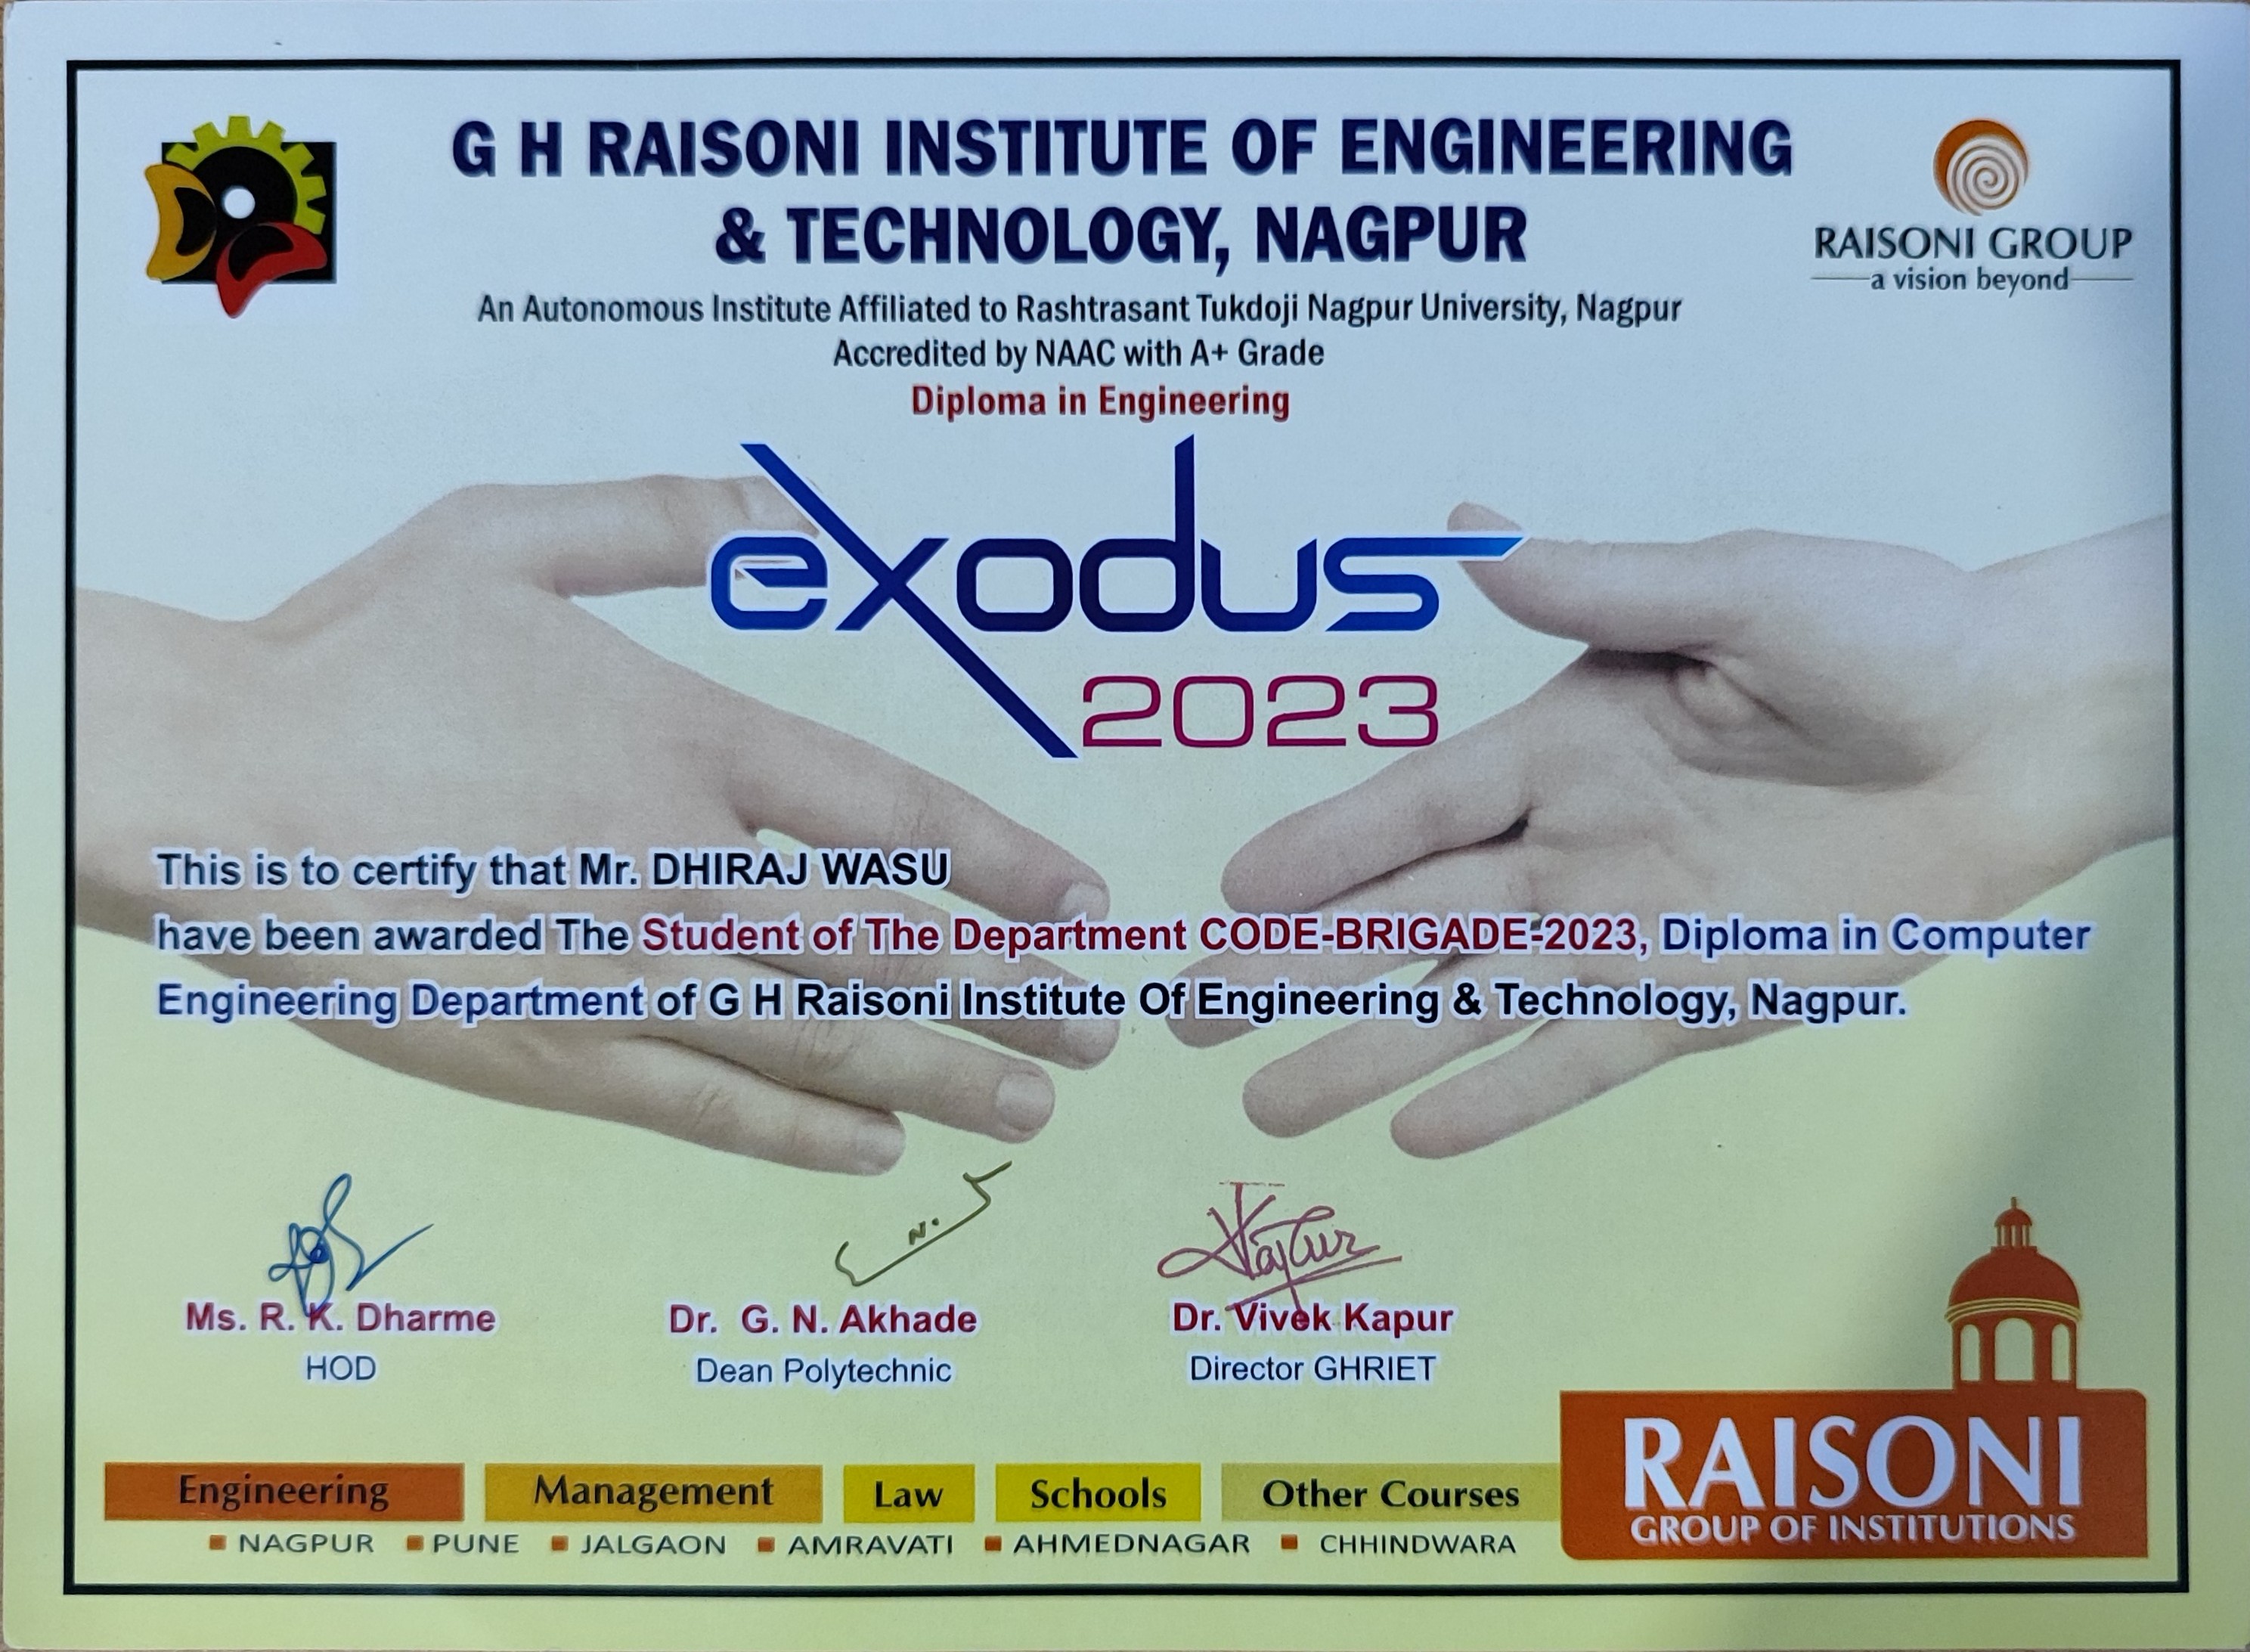 G H RAISONI INSTITUTE OF ENGINEERING
& TECHNOLOGY, NAGPUR
RAISONI GROUP
a vision beyond
An Autonomous Institute Affiliated to Rashtrasant Tukdoji Nagpur University, Nagpur
Accredited by NAAC with A+ Grade
Diploma in Engineering
exodus
2023
This is to certify that Mr. DHIRAJ WASU
have been awarded The Student of The Department CODE-BRIGADE-2023, Diploma in Computer
Engineering Department of G H Raisoni Institute Of Engineering & Technology, Nagpur.
Ms. R. K. Dharme
HOD
Dr. G. N. Akhade
Dean Polytechnic
Dr. Vivek Kapur
Director GHRIET
Engineering Management Law Schools Other Courses
NAGPUR PUNE JALGAON AMRAVATI AHMEDNAGAR CHHINDWARA
RAISONI
GROUP OF INSTITUTIONS